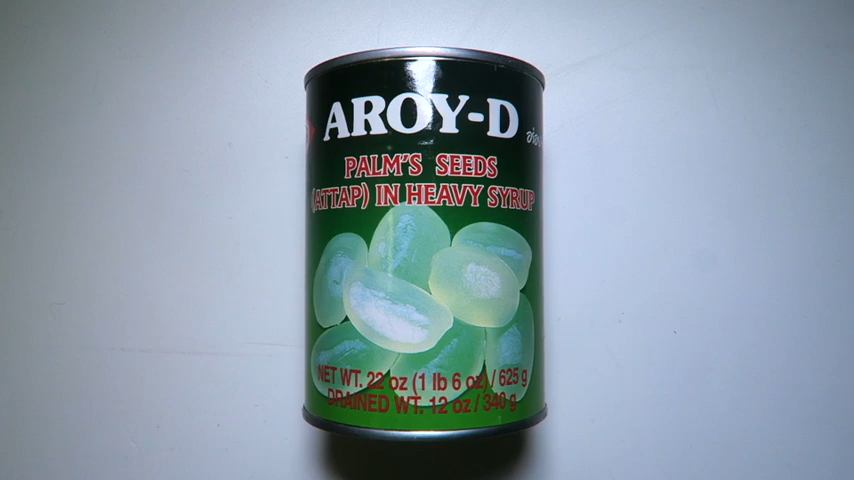 AROY-D
PALM'S SEEDS
(ATTAP) IN HEAVY SYRUP
NET WT. 22 oz (1 lb 6 oz) / 625 g
DRAINED WT. 12 oz / 340 g